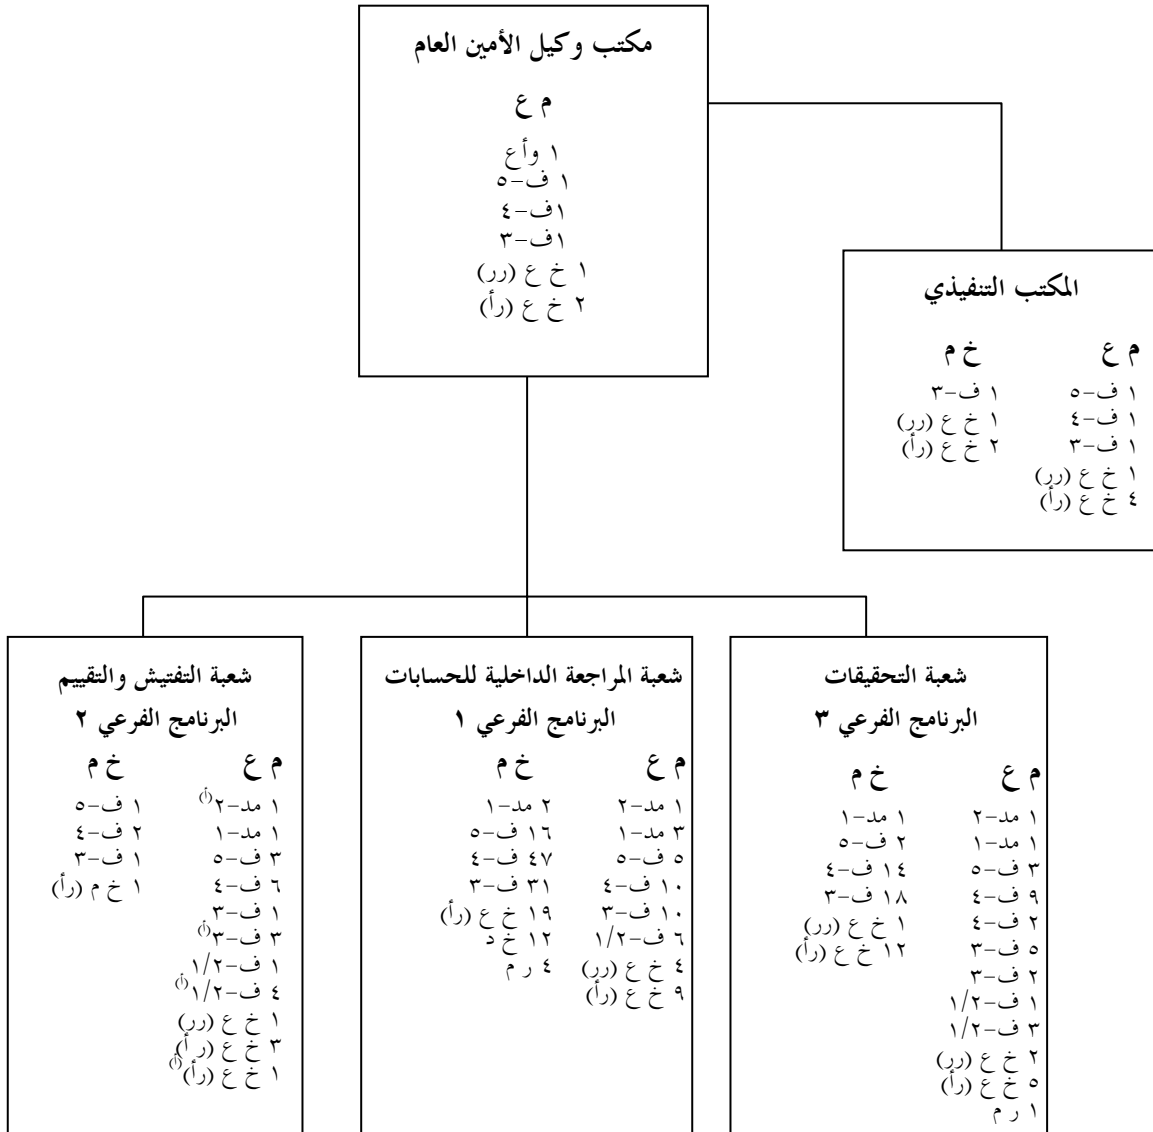 مكتب وكيل الأمين العام
م ع
١ وأع
١ ف-٥
١ف-٤
١ف-٣
١ خ ع (رر)
٢ خ ع (رأ)
المكتب التنفيذي
م ع
١ ف-٥
١ ف-٤
١ ف-٣
١ خ ع (رر)
٤ خ ع (رأ)
خ م
١ ف-٣
١ خ ع (رر)
٢ خ ع (رأ)
شعبة التحقيقات
البرنامج الفرعي ٣
م ع
١ مد-٢
١ مد-١
٣ ف-٥
٩ ف-٤
٢ ف-٤
٥ ف-٣
٢ ف-٣
١ ف-١/٢
٣ ف-١/٢
٢ خ ع (رر)
٥ خ ع (رأ)
١ ر م
خ م
١ مد-١
٢ ف-٥
١٤ ف-٤
١٨ ف-٣
١ خ ع (رر)
١٢ خ ع (رأ)
شعبة المراجعة الداخلية للحسابات
البرنامج الفرعي ١
م ع
١ مد-٢
٣ مد-١
٥ ف-٥
١٠ ف-٤
١٠ ف-٣
٦ ف-١/٢
٤ خ ع (رر)
٩ خ ع (رأ)
خ م
٢ مد-١
١٦ ف-٥
٤٧ ف-٤
٣١ ف-٣
١٩ خ ع (رأ)
١٢ خ د
٤ ر م
شعبة التفتيش والتقييم
البرنامج الفرعي ٢
م ع
١ مد-٢(أ)
١ مد-١
٣ ف-٥
٦ ف-٤
١ ف-٣
٣ ف-٣(أ)
١ ف-١/٢
٤ ف-١/٢(أ)
١ خ ع (رر)
٣ خ ع (ر أ)
١ خ ع (رأ)(أ)
خ م
١ ف-٥
٢ ف-٤
١ ف-٣
١ خ م (رأ)